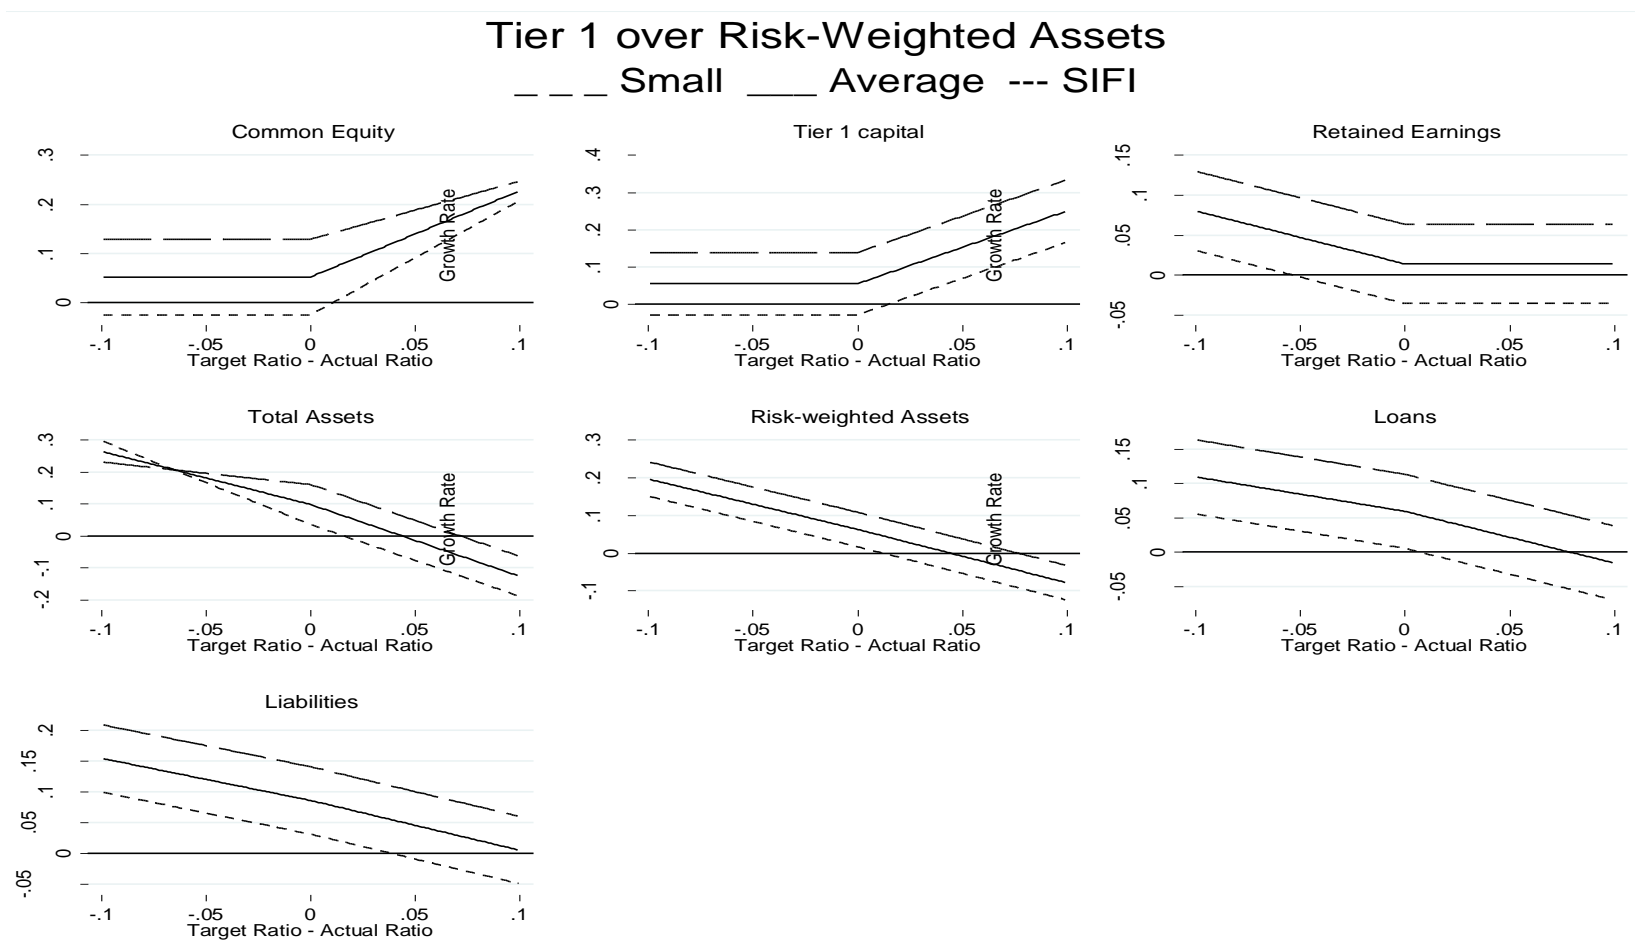 Tier 1 over Risk-Weighted Assets
_ _ _ Small ___ Average --- SIFI
Common Equity
.3
.2
.1
0
Growth Rate
-.1 -.05 0 .05 .1
Target Ratio - Actual Ratio
Tier 1 capital
.4
.3
.2
.1
0
Growth Rate
-.1 -.05 0 .05 .1
Target Ratio - Actual Ratio
Retained Earnings
.15
.1
.05
0
-.05
-.1 -.05 0 .05 .1
Target Ratio - Actual Ratio
Total Assets
.3
.2
.1
0
-.1
-.2
Growth Rate
-.1 -.05 0 .05 .1
Target Ratio - Actual Ratio
Risk-weighted Assets
.3
.2
.1
0
-.1
Growth Rate
-.1 -.05 0 .05 .1
Target Ratio - Actual Ratio
Loans
.15
.1
.05
0
-.05
-.1 -.05 0 .05 .1
Target Ratio - Actual Ratio
Liabilities
.2
.15
.1
.05
0
-.05
-.1 -.05 0 .05 .1
Target Ratio - Actual Ratio